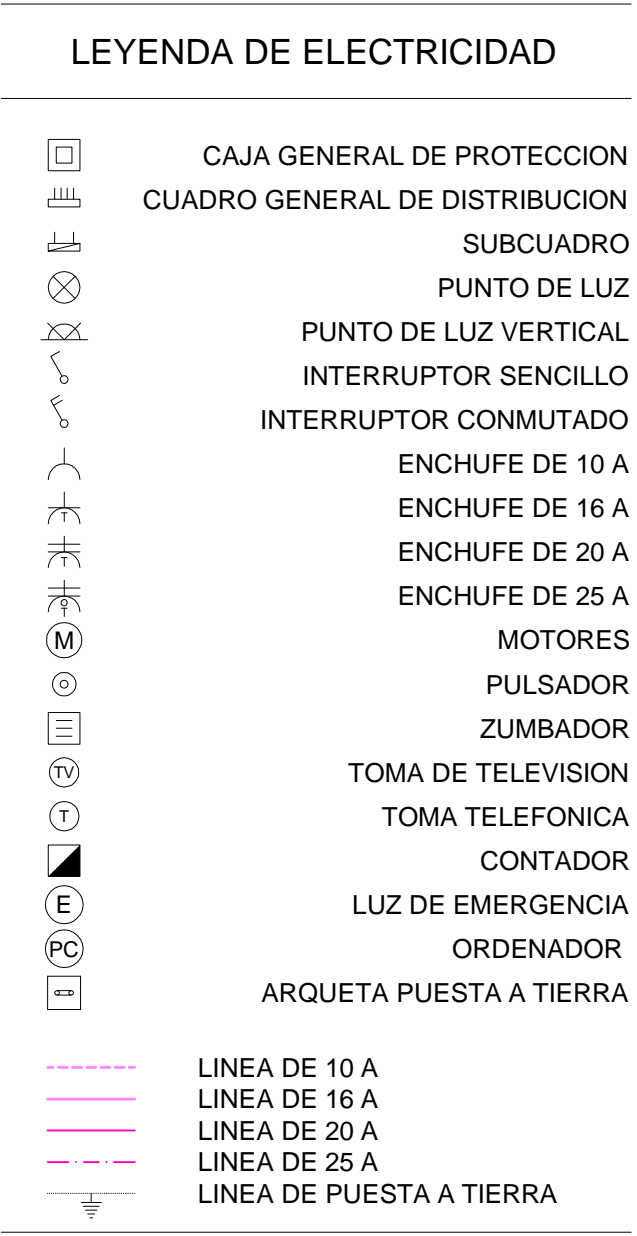 LEYENDA DE ELECTRICIDAD
CAJA GENERAL DE PROTECCION
CUADRO GENERAL DE DISTRIBUCION
SUBCUADRO
PUNTO DE LUZ
PUNTO DE LUZ VERTICAL
INTERRUPTOR SENCILLO
INTERRUPTOR CONMUTADO
ENCHUFE DE 10 A
T ENCHUFE DE 16 A
T ENCHUFE DE 20 A
T ENCHUFE DE 25 A
M MOTORES
PULSADOR
ZUMBADOR
TV TOMA DE TELEVISION
T TOMA TELEFONICA
CONTADOR
E LUZ DE EMERGENCIA
PC ORDENADOR
ARQUETA PUESTA A TIERRA
LINEA DE 10 A
LINEA DE 16 A
LINEA DE 20 A
LINEA DE 25 A
LINEA DE PUESTA A TIERRA